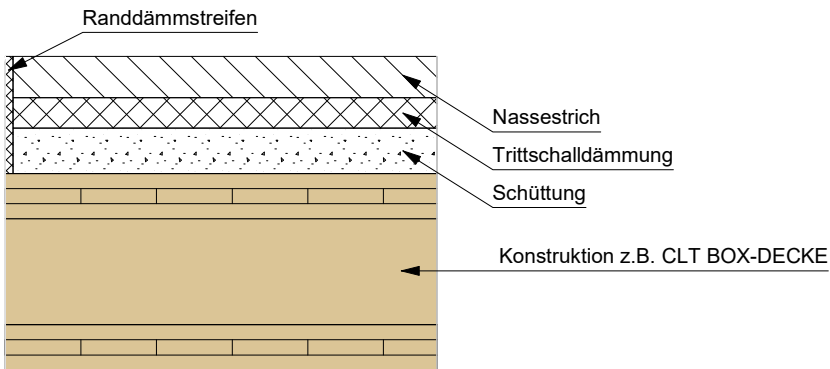 Randdämmstreifen
Nassestrich
Trittschalldämmung
Schüttung
Konstruktion z.B. CLT BOX-DECKE